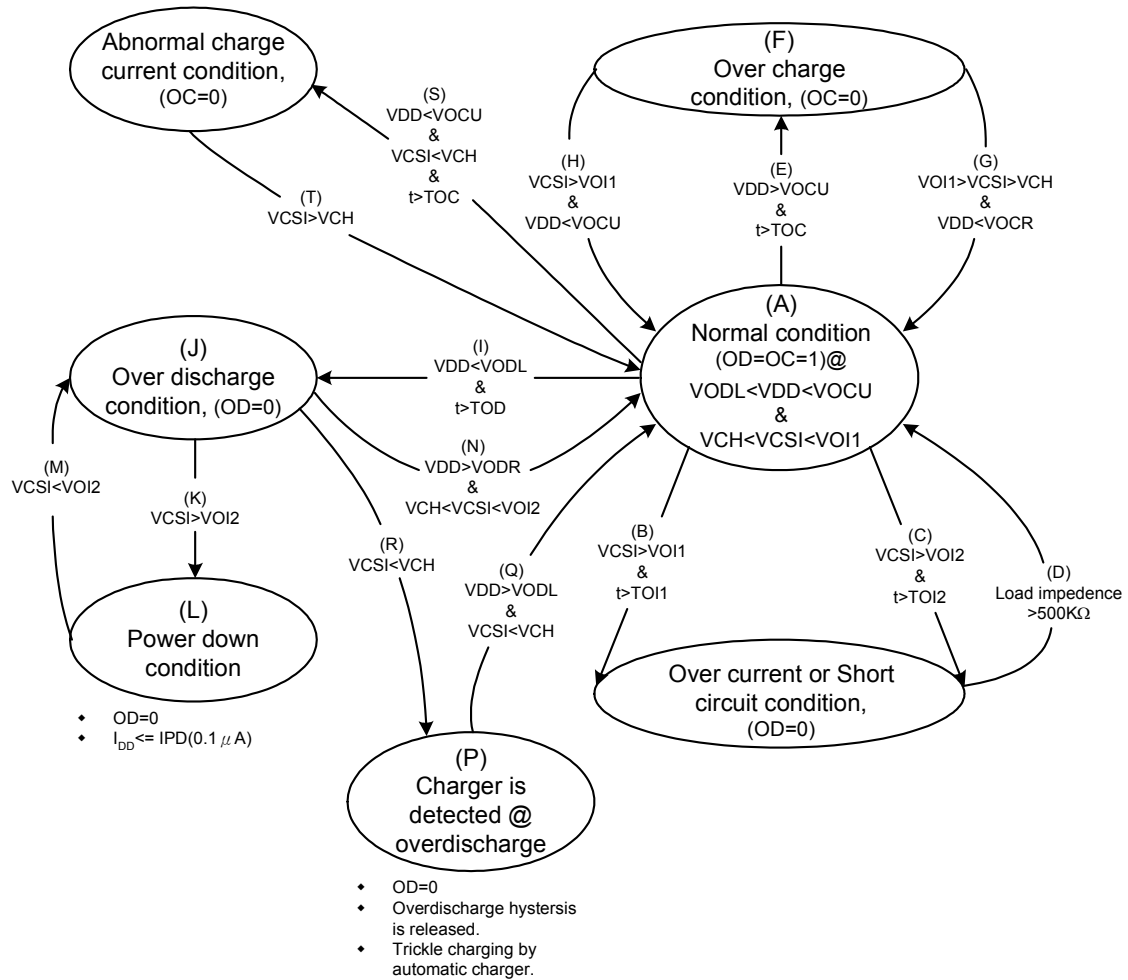 Abnormal charge
current condition,
(OC=0)
(F)
Over charge
condition, (OC=0)
(S)
VDD<VOCU
&
VCSI<VCH
&
t>TOC
(H)
VCSI>VOI1
&
VDD<VOCU
(E)
VDD>VOCU
&
t>TOC
(G)
VOI1>VCSI>VCH
&
VDD<VOCR
(T)
VCSI>VCH
(A)
Normal condition
(OD=OC=1)@
VODL<VDD<VOCU
&
VCH<VCSI<VOI1
(J)
Over discharge
condition, (OD=0)
(I)
VDD<VODL
&
t>TOD
(N)
VDD>VODR
&
VCH<VCSI<VOI2
(M)
VCSI<VOI2
(K)
VCSI>VOI2
(R)
VCSI<VCH
(Q)
VDD>VODL
&
VCSI<VCH
(B)
VCSI>VOI1
&
t>TOI1
(C)
VCSI>VOI2
&
t>TOI2
(D)
Load impedence
>500KΩ
(L)
Power down
condition
◆ OD=0
◆ IDD<= IPD(0.1 μ A)
Over current or Short
circuit condition,
(OD=0)
(P)
Charger is
detected @
overdischarge
◆ OD=0
◆ Overdischarge hystersis
is released.
◆ Trickle charging by
automatic charger.